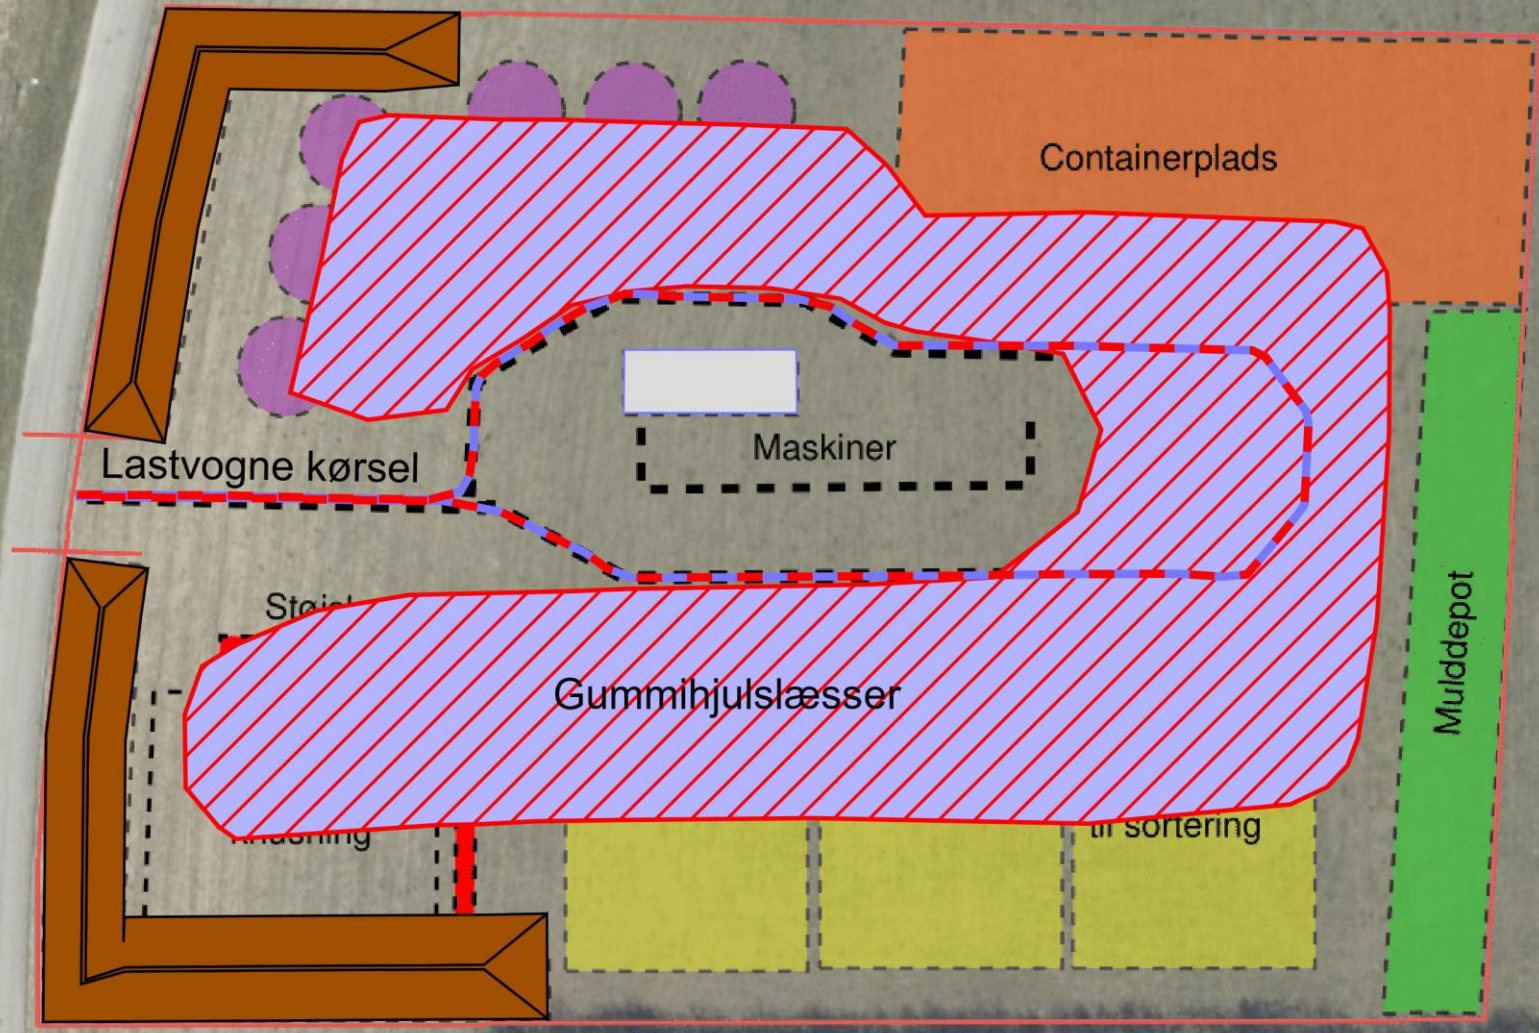 Containerplads
Maskiner
Lastvogne kørsel
Gummihjulslæsser
Mulddepot
til sortering